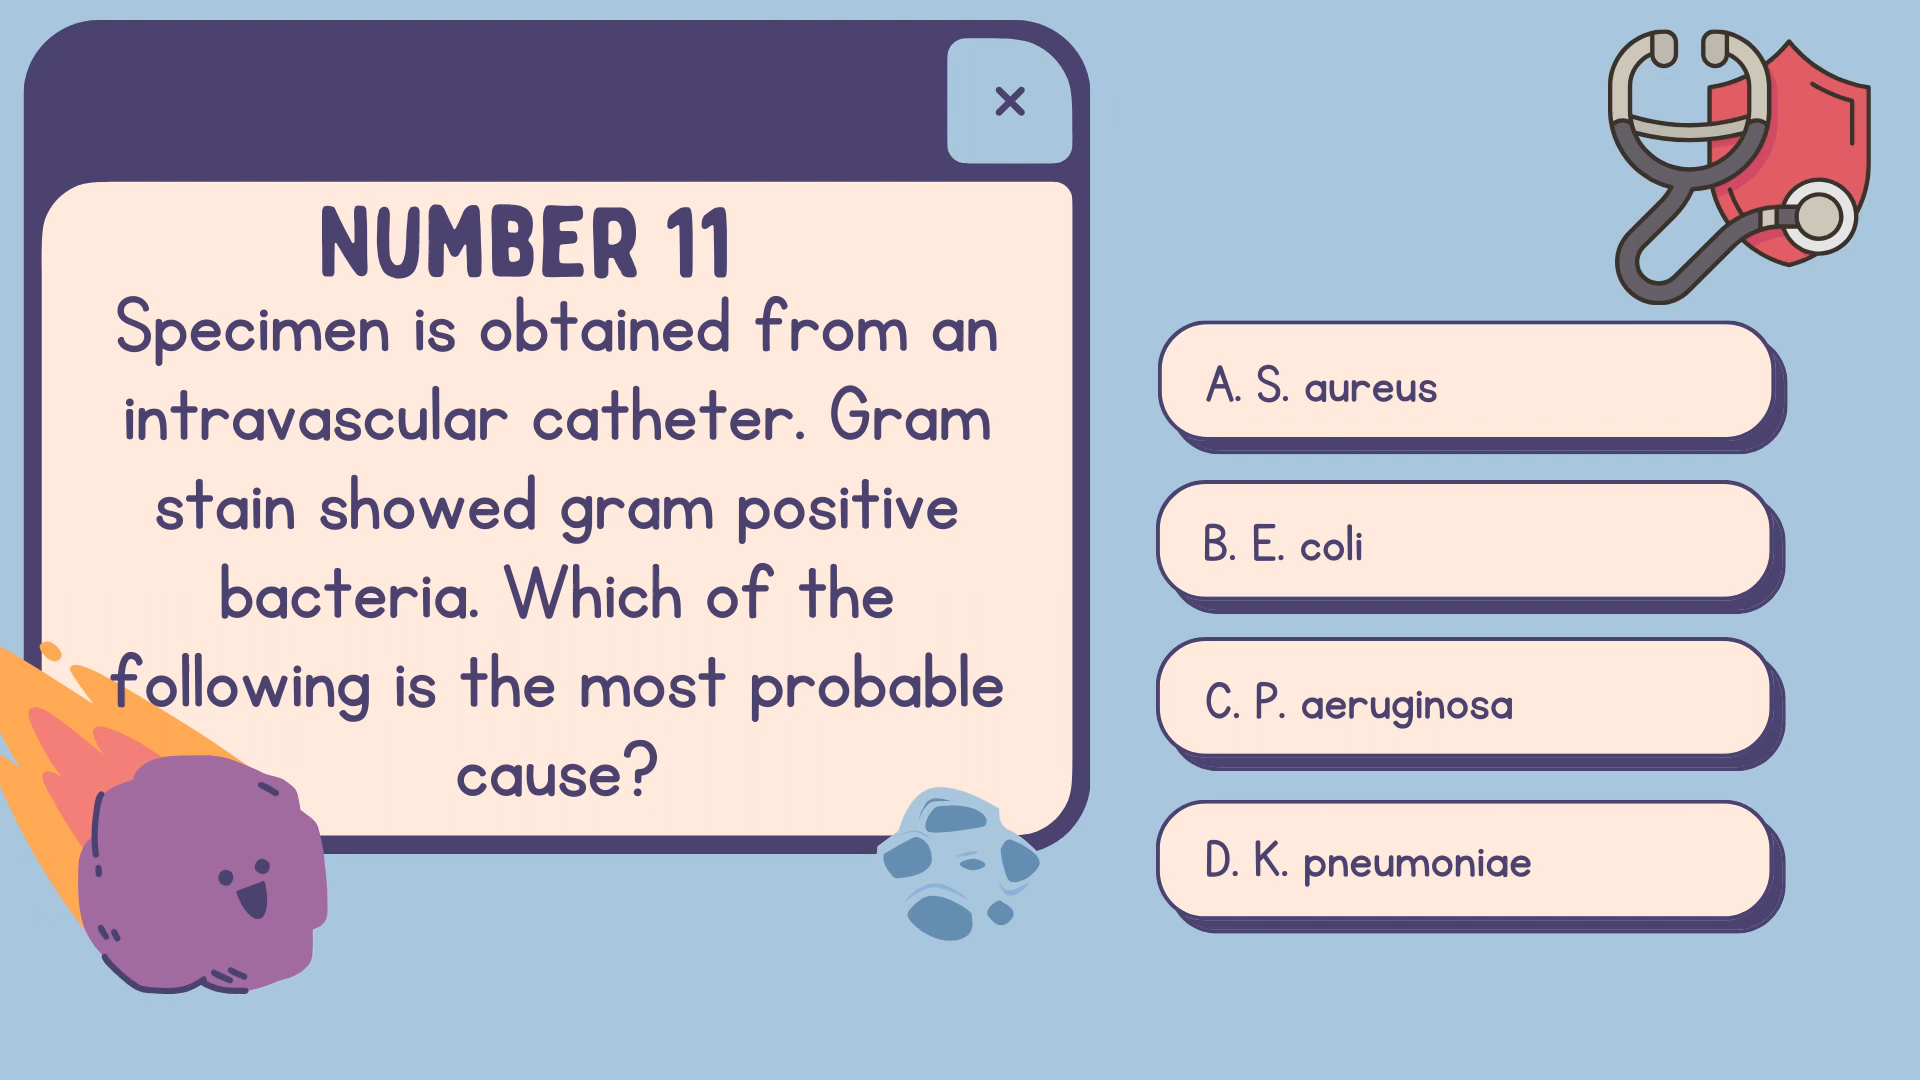 NUMBER 11
Specimen is obtained from an
intravascular catheter. Gram
stain showed gram positive
bacteria. Which of the
following is the most probable
cause?
A. S. aureus
B. E. coli
C. P. aeruginosa
D. K. pneumoniae